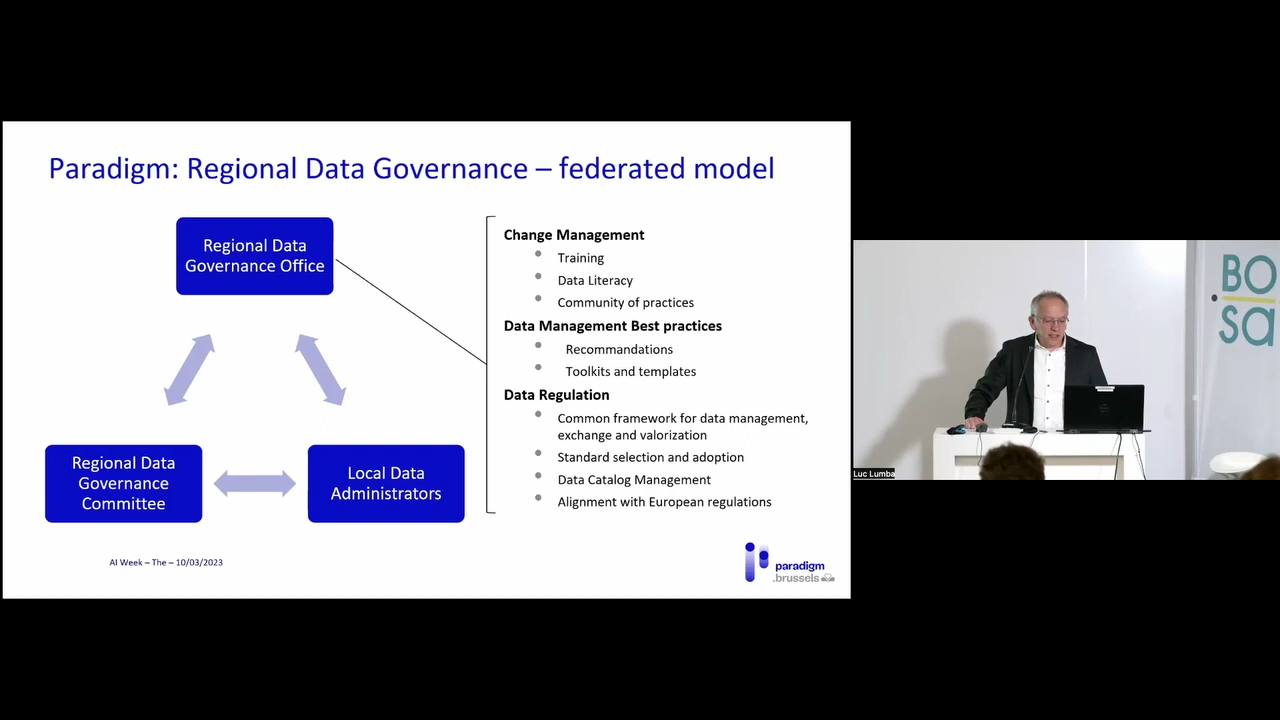 Paradigm: Regional Data Governance – federated model
Regional Data
Governance Office
Regional Data
Governance
Committee
Local Data
Administrators
Change Management
Training
Data Literacy
Community of practices
Data Management Best practices
Recommandations
Toolkits and templates
Data Regulation
Common framework for data management,
exchange and valorization
Standard selection and adoption
Data Catalog Management
Alignment with European regulations
AI Week – The – 10/03/2023
paradigm
.brussels
BO
sa
Luc Lumba